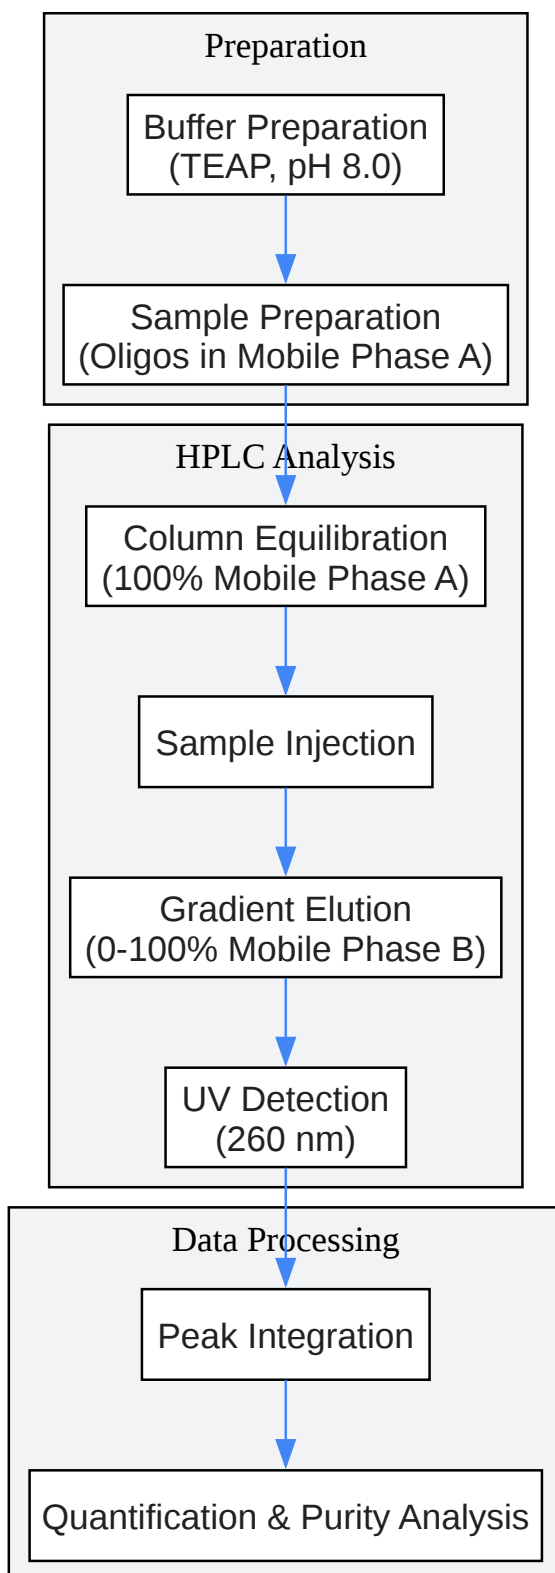 Preparation
Buffer Preparation
(TEAP, pH 8.0)
Sample Preparation
(Oligos in Mobile Phase A)
HPLC Analysis
Column Equilibration
(100% Mobile Phase A)
Sample Injection
Gradient Elution
(0-100% Mobile Phase B)
UV Detection
(260 nm)
Data Processing
Peak Integration
Quantification & Purity Analysis